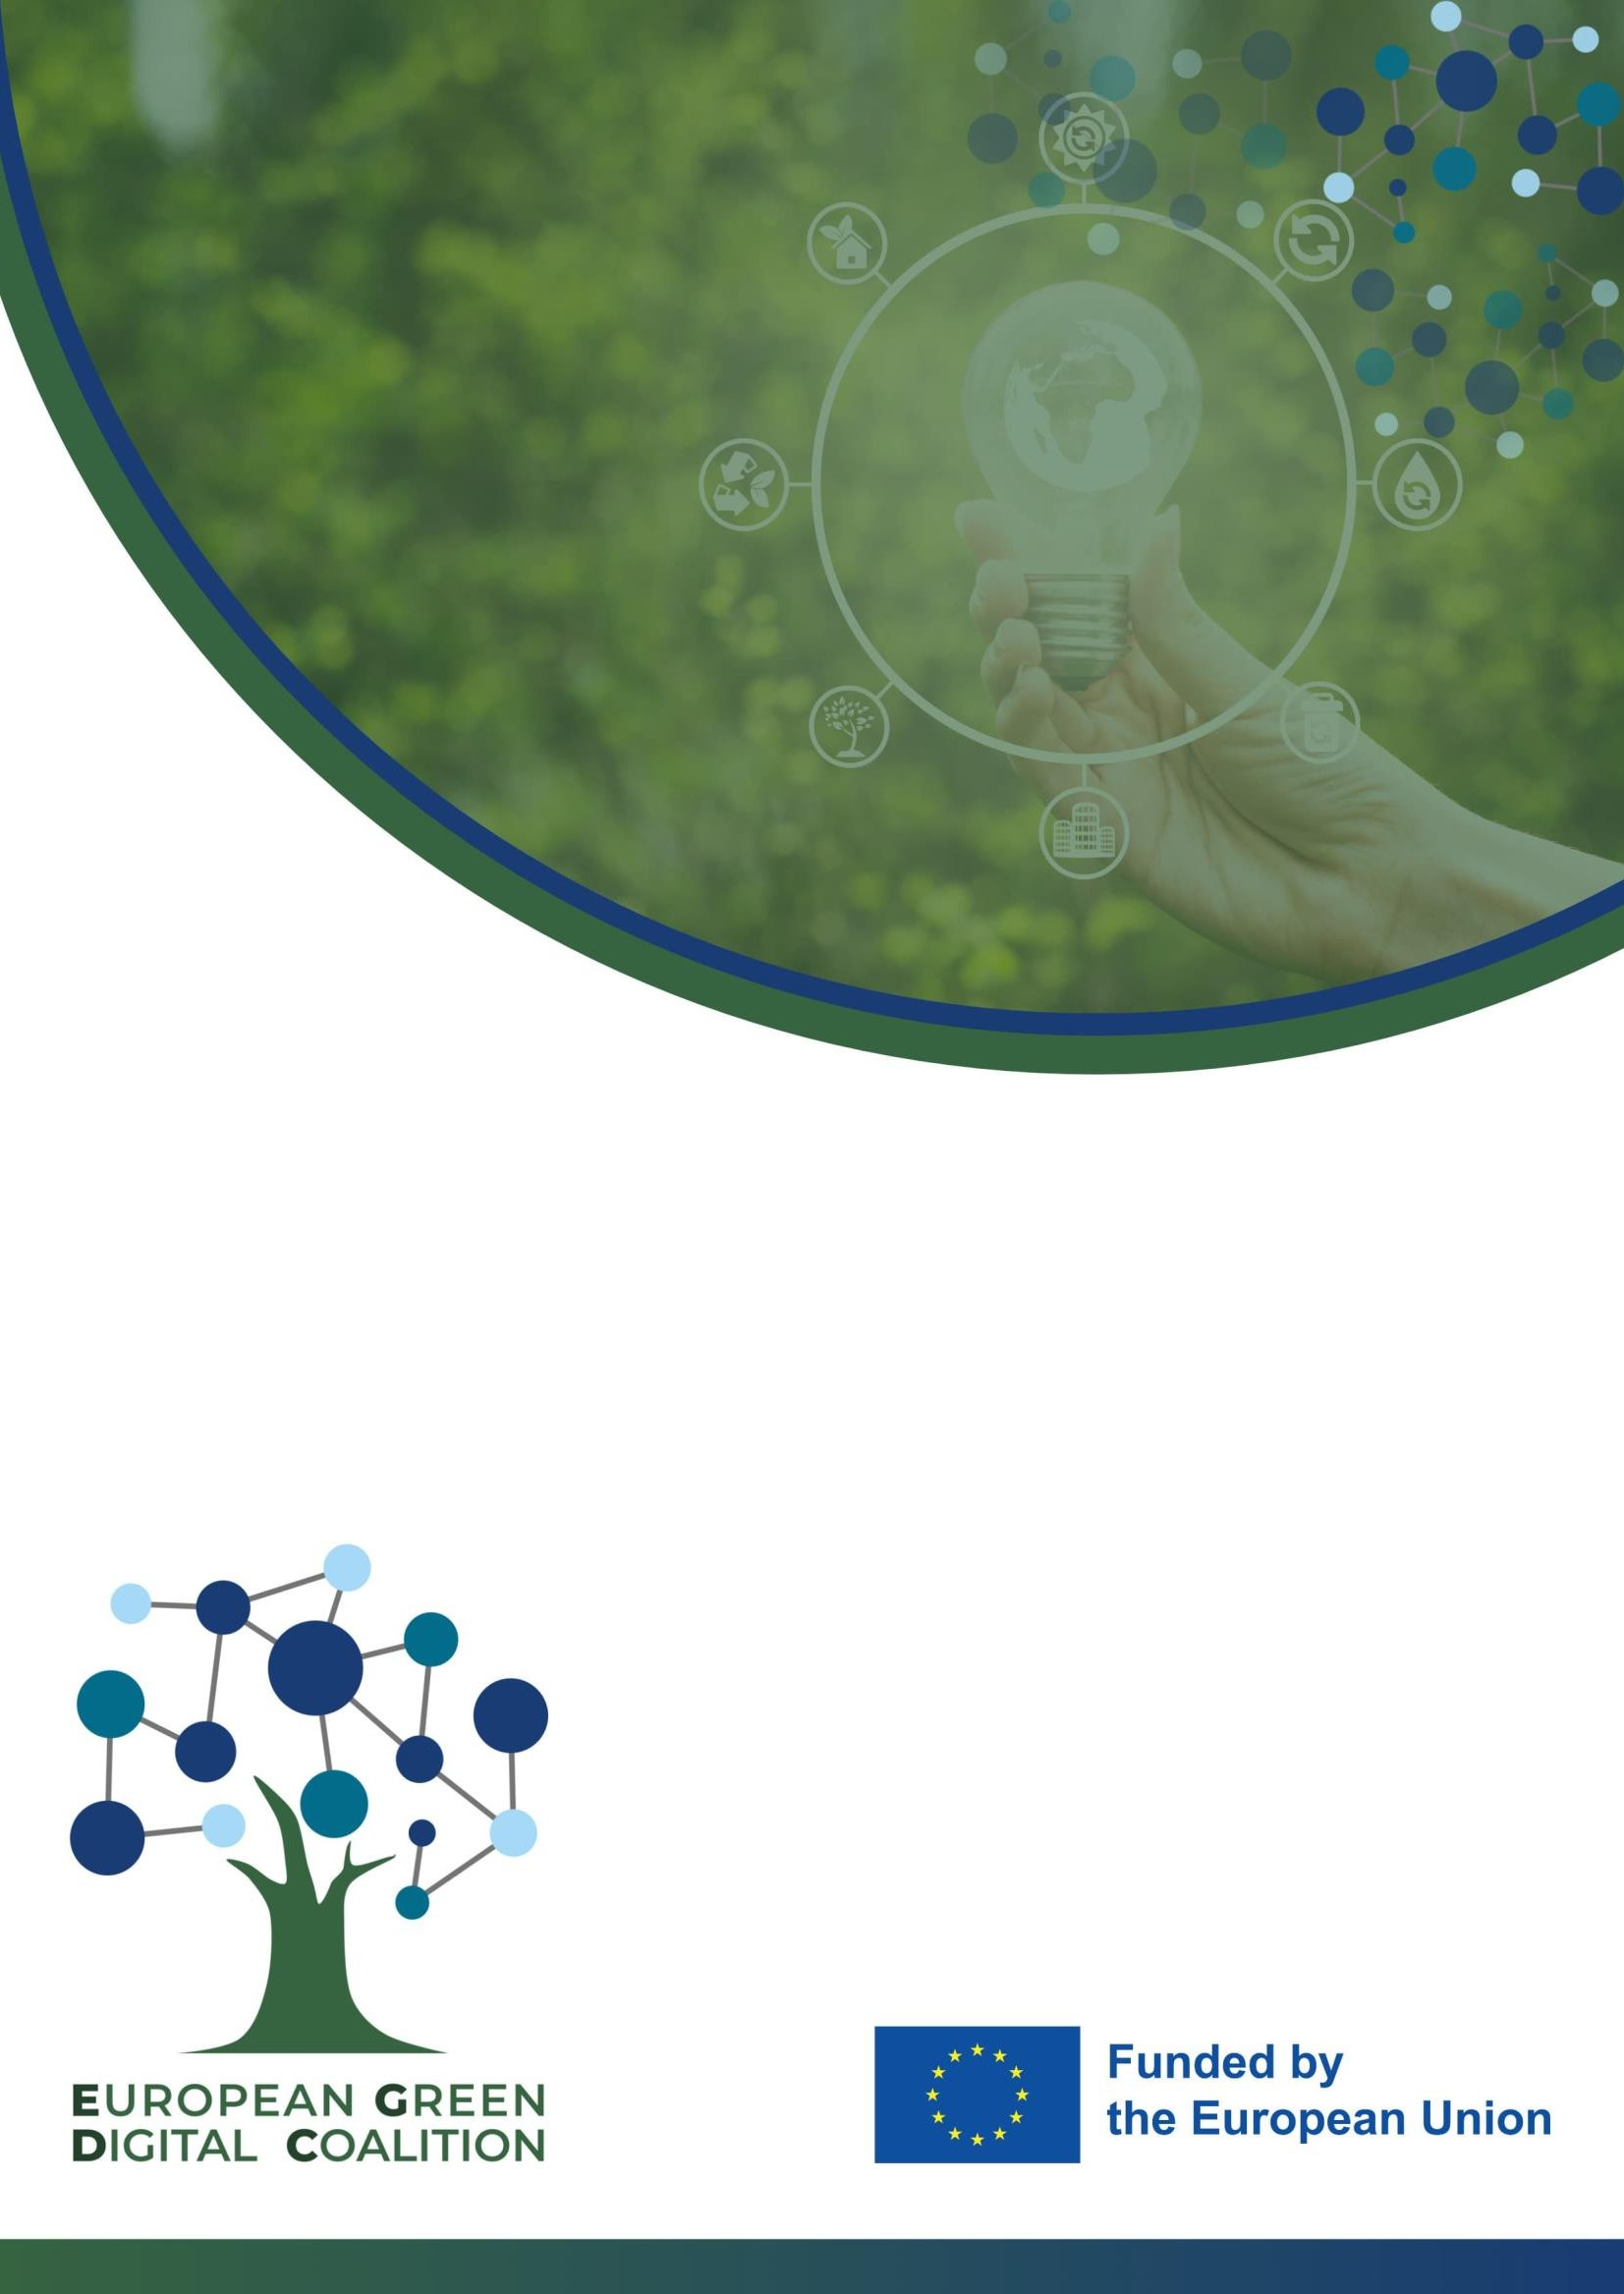 EUROPEAN GREEN
DIGITAL COALITION
Funded by
the European Union